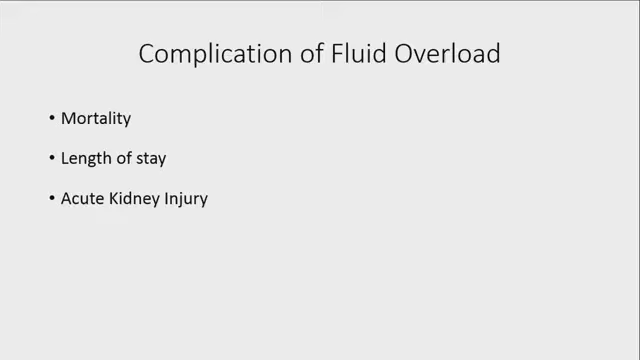 Complication of Fluid Overload
• Mortality
• Length of stay
• Acute Kidney Injury